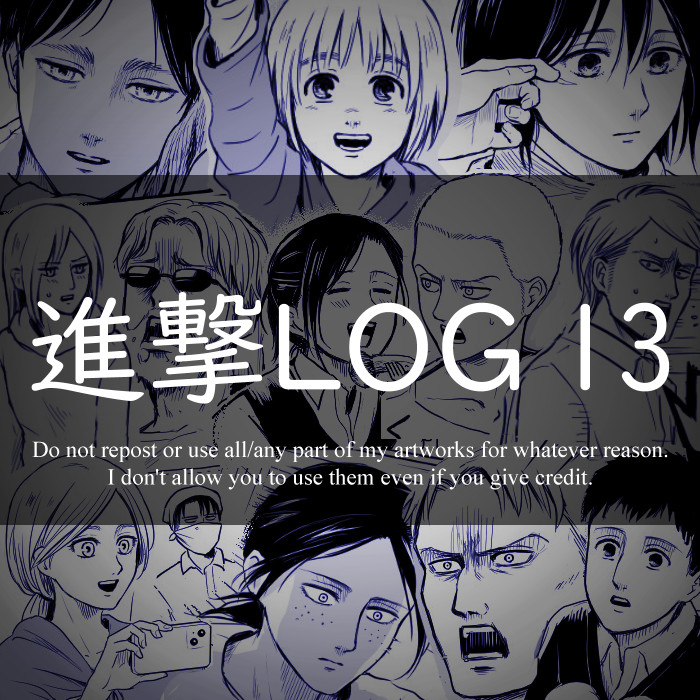 進撃LOG 13
Do not repost or use all/any part of my artworks for whatever reason.
I don't allow you to use them even if you give credit.